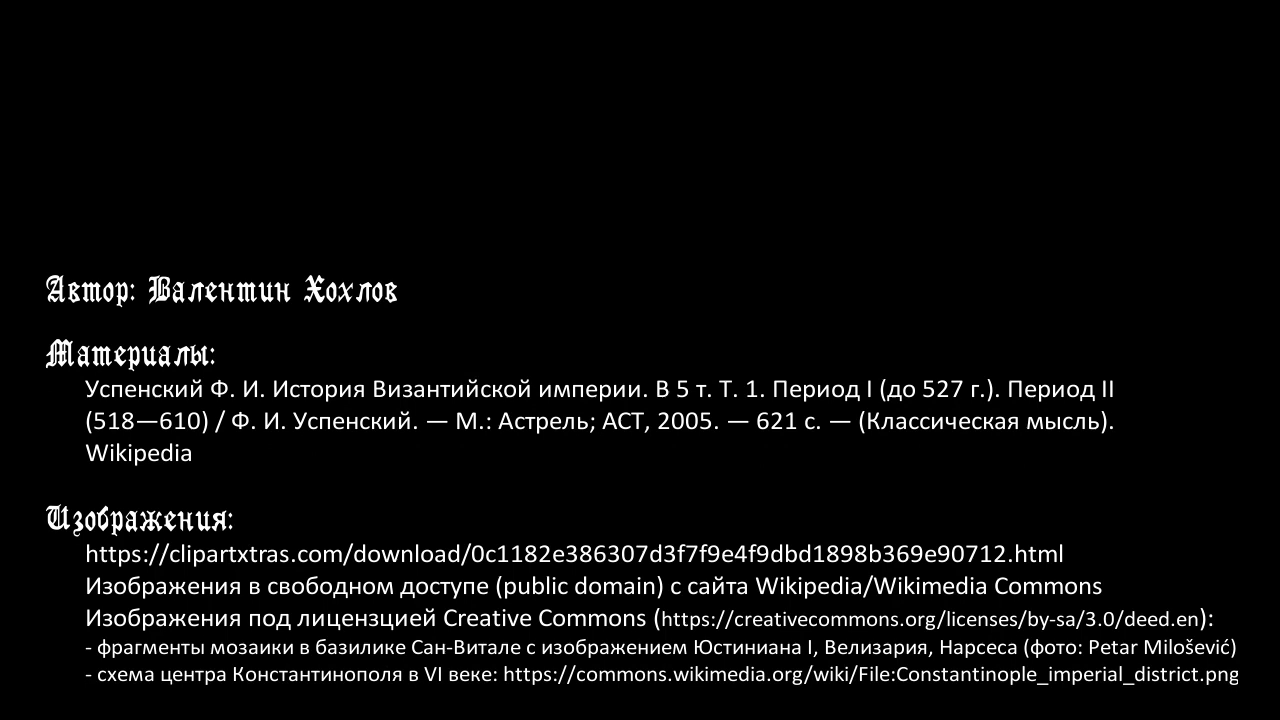 Автор: Валентин Хохлов
Материалы:
Успенский Ф. И. История Византийской империи. В 5 т. Т. 1. Период I (до 527 г.). Период II
(518—610) / Ф. И. Успенский. — М.: Астрель; АСТ, 2005. — 621 с. — (Классическая мысль).
Wikipedia
Изображения:
https://clipartxtras.com/download/0c1182e386307d3f7f9e4f9dbd1898b369e90712.html
Изображения в свободном доступе (public domain) с сайта Wikipedia/Wikimedia Commons
Изображения под лицензцией Creative Commons (https://creativecommons.org/licenses/by-sa/3.0/deed.en):
- фрагменты мозаики в базилике Сан-Витале с изображением Юстиниана I, Велизария, Нарсеса (фото: Petar Milošević)
- схема центра Константинополя в VI веке: https://commons.wikimedia.org/wiki/File:Constantinople_imperial_district.png